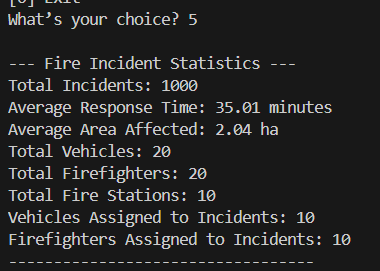 [0] Exit
What’s your choice? 5
--- Fire Incident Statistics ---
Total Incidents: 1000
Average Response Time: 35.01 minutes
Average Area Affected: 2.04 ha
Total Vehicles: 20
Total Firefighters: 20
Total Fire Stations: 10
Vehicles Assigned to Incidents: 10
Firefighters Assigned to Incidents: 10
----------------------------------